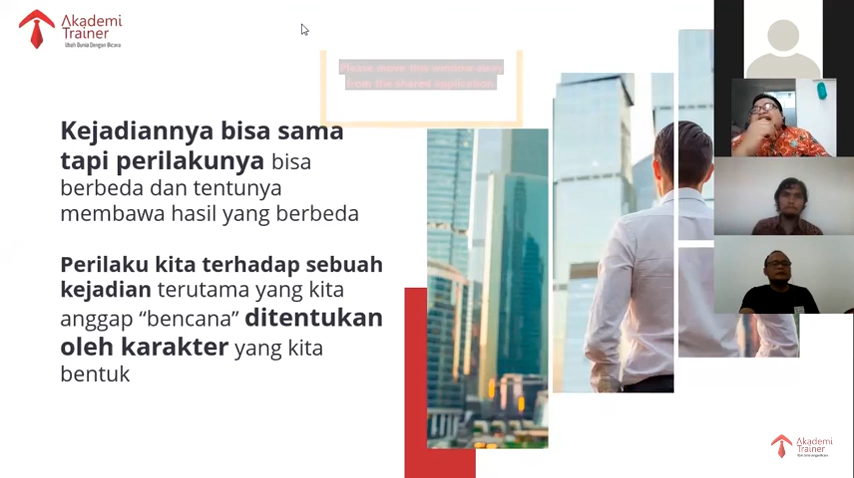 Akademi
Trainer
Ubah Dunia Dengan Bicara
Please move this window away
from the shared application
Kejadiannya bisa sama
tapi perilakunya bisa
berbeda dan tentunya
membawa hasil yang berbeda
Perilaku kita terhadap sebuah
kejadian terutama yang kita
anggap “bencana” ditentukan
oleh karakter yang kita
bentuk
Akademi
Trainer